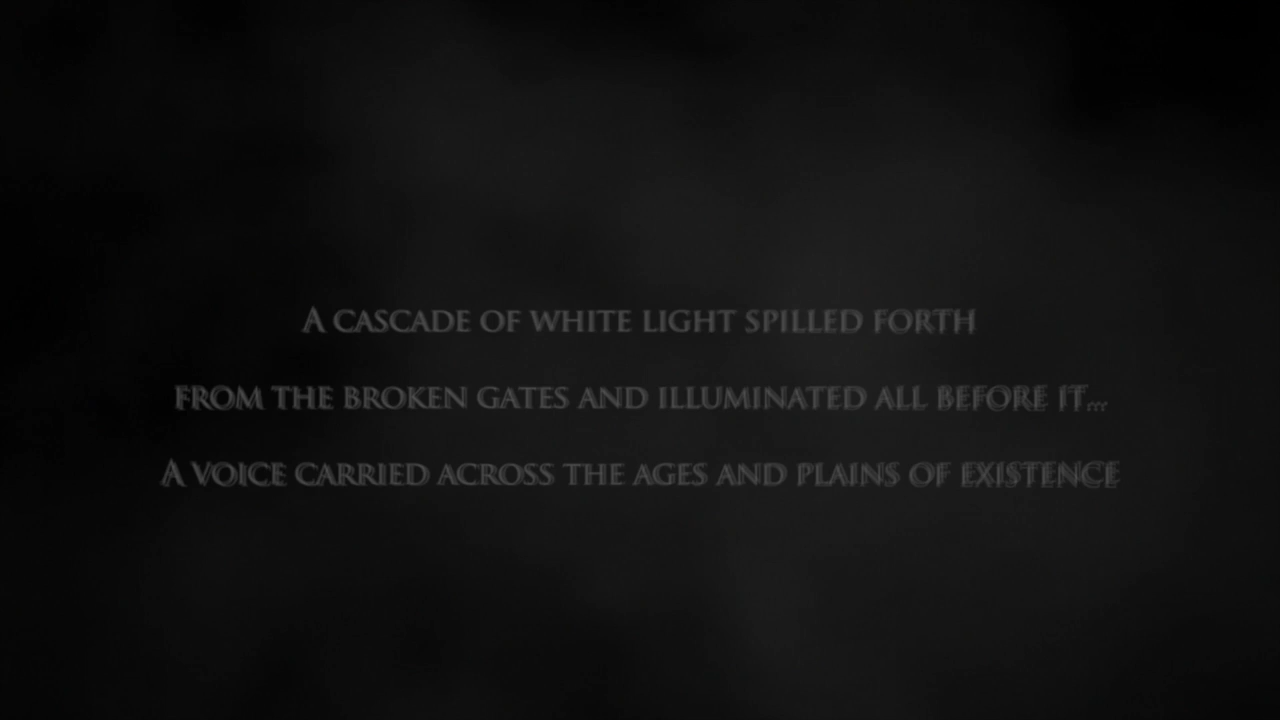 A CASCADE OF WHITE LIGHT SPILLED FORTH
FROM THE BROKEN GATES AND ILLUMINATED ALL BEFORE IT...
A VOICE CARRIED ACROSS THE AGES AND PLAINS OF EXISTENCE